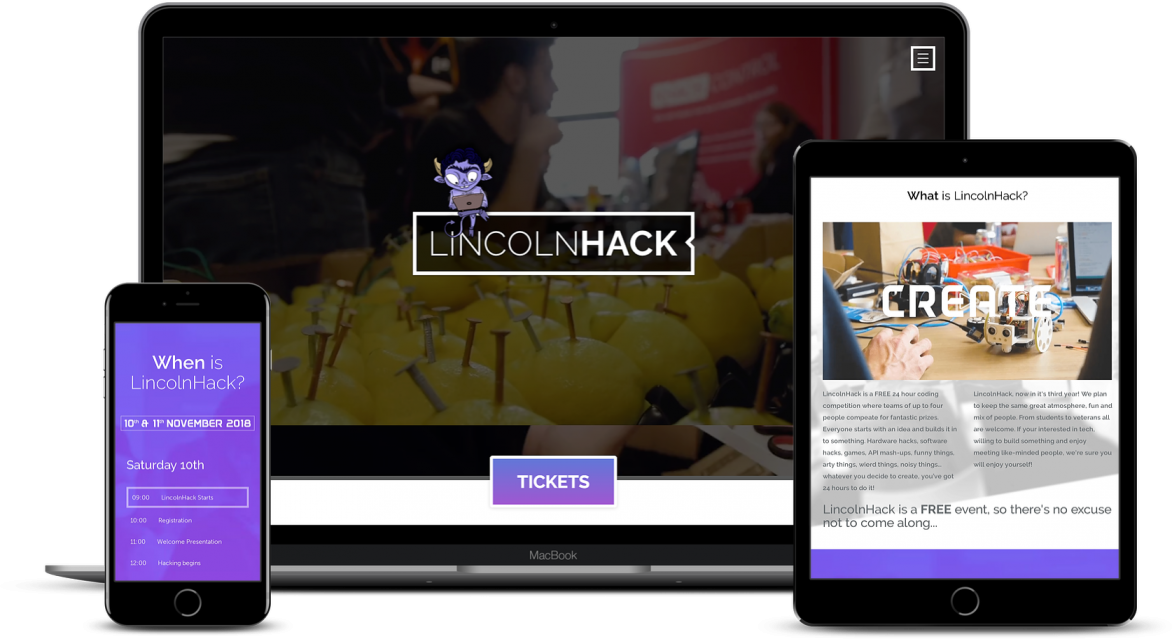 LINCOLNHACK
TICKETS
MacBook
When is
LincolnHack?
10th & 11th NOVEMBER 2018
Saturday 10th
09:00 LincolnHack Starts
10:00 Registration
11:00 Welcome Presentation
12:00 Hacking begins
What is LincolnHack?
CREATE
LincolnHack is a FREE 24 hour coding
competition where teams of up to four
people compeate for fantastic prizes.
Everyone starts with an idea and builds it in
to something. Hardware hacks, software
hacks, games, API mash-ups, funny things,
arty things, wierd things, noisy things...
whatever you decide to create, you've got
24 hours to do it!
LincolnHack, now in it's third year! We plan
to keep the same great atmosphere, fun and
mix of people. From students to veterans all
are welcome. If your interested in tech,
willing to build something and enjoy
meeting like-minded people, we're sure you
will enjoy yourself!
LincolnHack is a FREE event, so there's no excuse
not to come along...